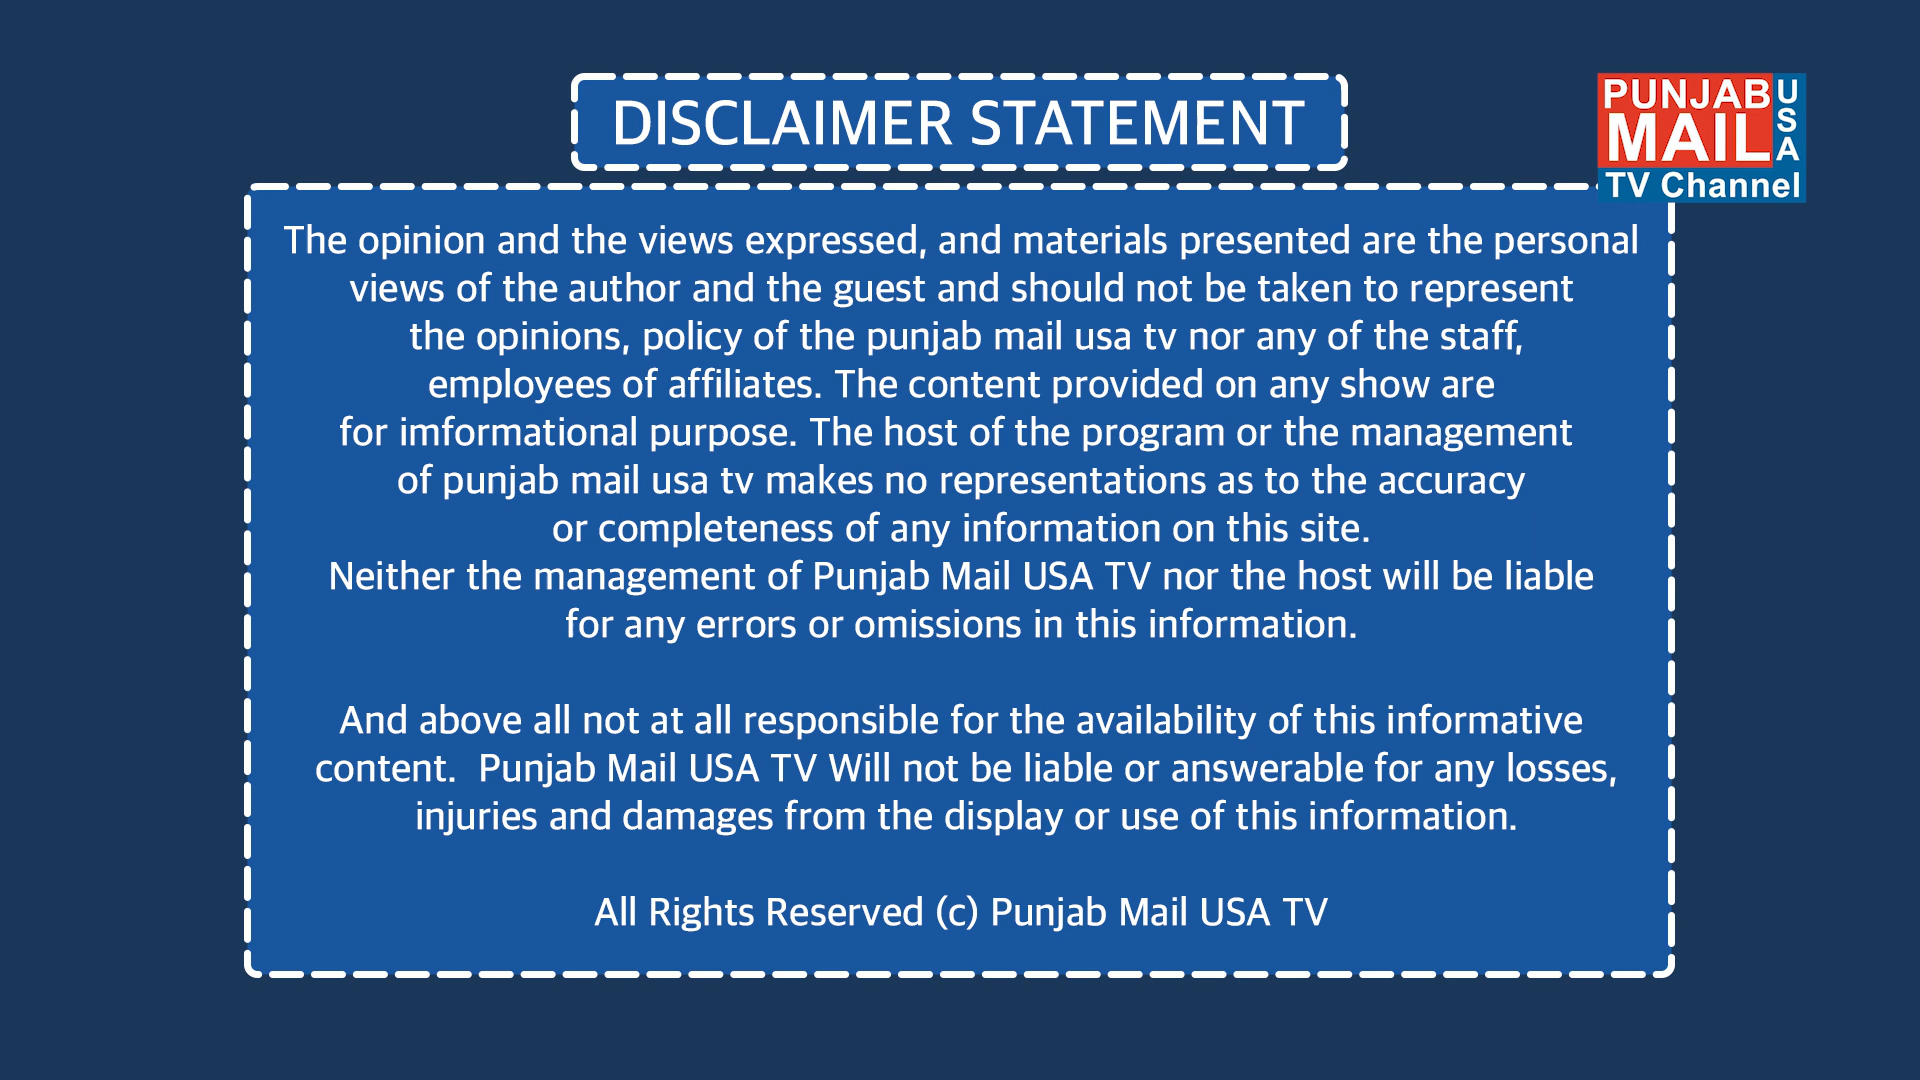 DISCLAIMER STATEMENT
PUNJAB
MAIL
USA
TV Channel
The opinion and the views expressed, and materials presented are the personal
views of the author and the guest and should not be taken to represent
the opinions, policy of the punjab mail usa tv nor any of the staff,
employees of affiliates. The content provided on any show are
for imformational purpose. The host of the program or the management
of punjab mail usa tv makes no representations as to the accuracy
or completeness of any information on this site.
Neither the management of Punjab Mail USA TV nor the host will be liable
for any errors or omissions in this information.
And above all not at all responsible for the availability of this informative
content.  Punjab Mail USA TV Will not be liable or answerable for any losses,
injuries and damages from the display or use of this information.
All Rights Reserved (c) Punjab Mail USA TV